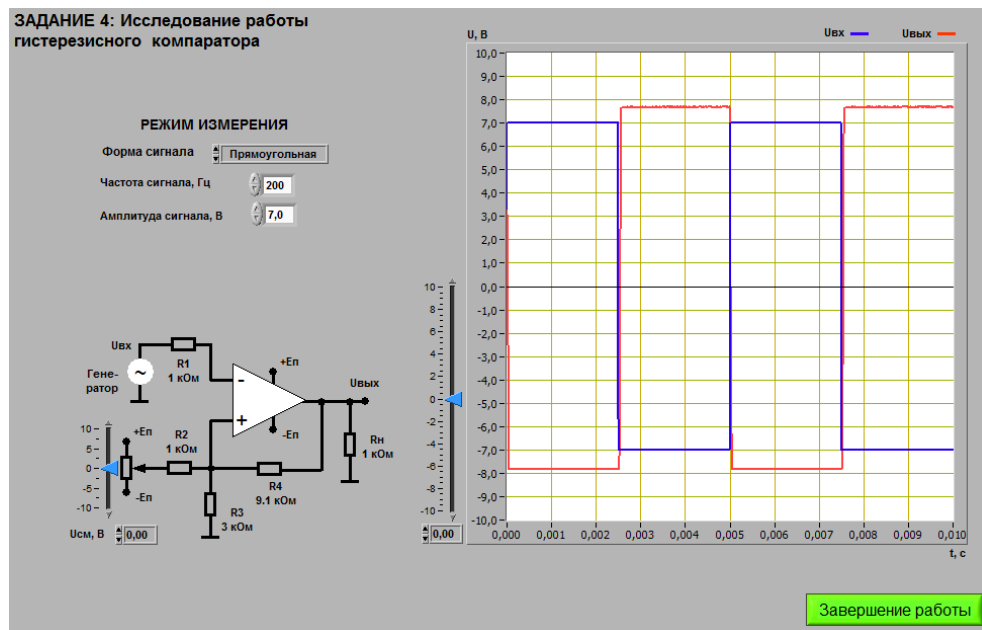 ЗАДАНИЕ 4: Исследование работы
гистерезисного компаратора
РЕЖИМ ИЗМЕРЕНИЯ
Форма сигнала Прямоугольная
Частота сигнала, Гц 200
Амплитуда сигнала, В 7,0
U, В Uвх Uвых
10,0
9,0
8,0
7,0
6,0
5,0
4,0
3,0
2,0
1,0
0,0
-1,0
-2,0
-3,0
-4,0
-5,0
-6,0
-7,0
-8,0
-9,0
-10,0
0,000 0,001 0,002 0,003 0,004 0,005 0,006 0,007 0,008 0,009 0,010
t, с
10
8
6
4
2
0
-2
-4
-6
-8
-10
0,00
Uвх
Гене-
ратор
~
R1
1 кОм
-
+
+Eп
-Eп
Uвых
Rн
1 кОм
R4
9.1 кОм
R2
1 кОм
R3
3 кОм
+Eп
-Eп
10
5
0
-5
-10
Uсм, В 0,00
Завершение работы